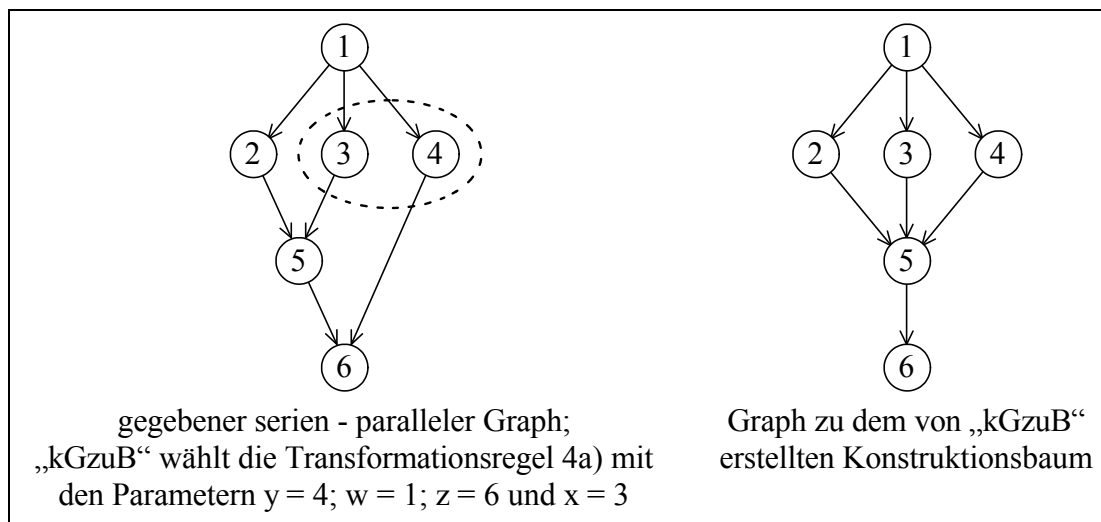 1
2
3
4
5
6
gegebener serien - paralleler Graph;
„kGzuB“ wählt die Transformationsregel 4a) mit
den Parametern y = 4; w = 1; z = 6 und x = 3
1
2
3
4
5
6
Graph zu dem von „kGzuB“
erstellten Konstruktionsbaum